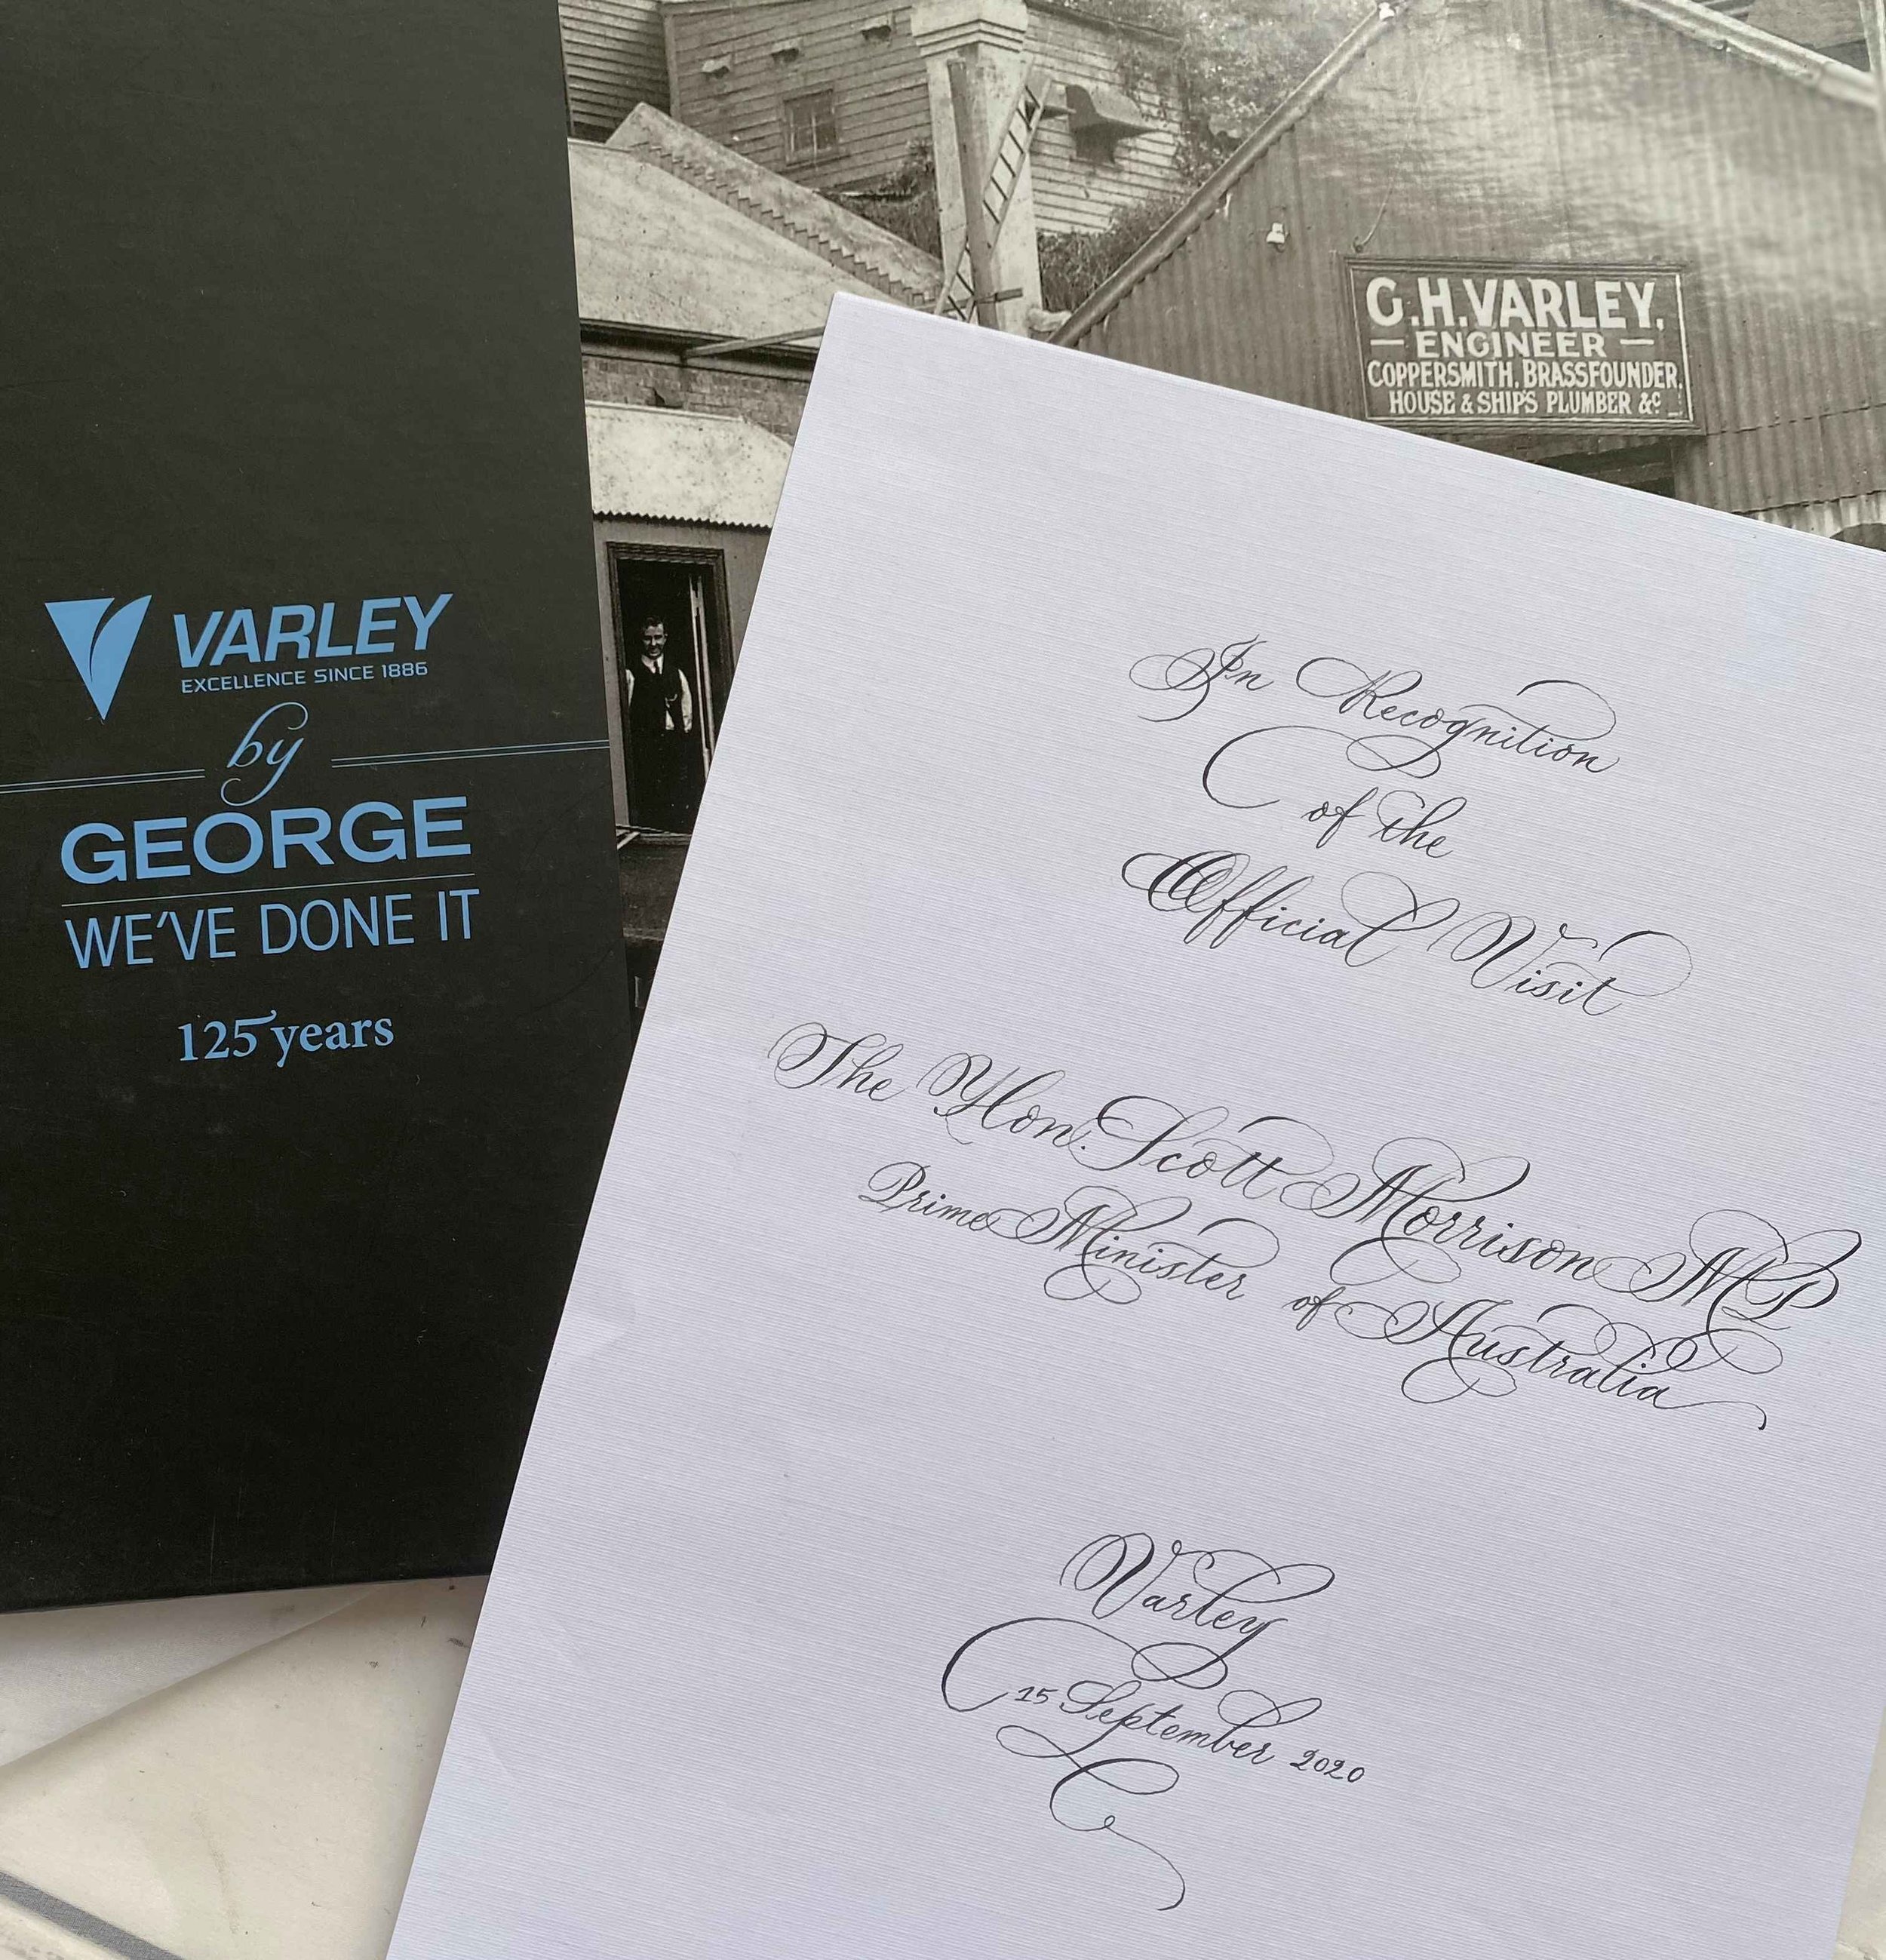 VARLEY
EXCELLENCE SINCE 1886
by
GEORGE
WE'VE DONE IT
125 years
G.H.VARLEY,
— ENGINEER —
COPPERSMITH, BRASSFOUNDER,
HOUSE & SHIP'S PLUMBER &c
In Recognition
of the
Official Visit
The Hon. Scott Morrison MP
Prime Minister of Australia
Varley
15 September 2020